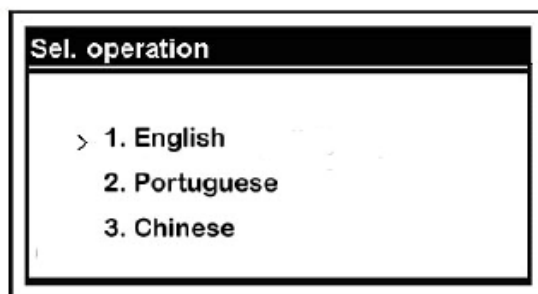 Sel. operation
> 1. English
2. Portuguese
3. Chinese